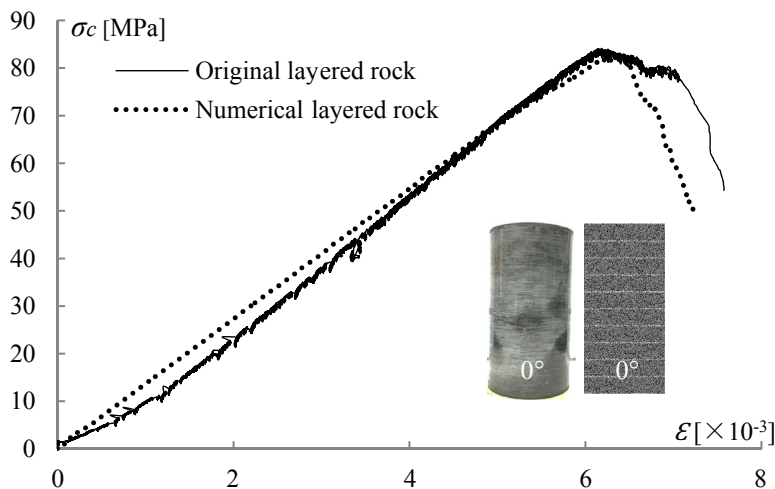 σc [MPa]
Original layered rock
Numerical layered rock
90
80
70
60
50
40
30
20
10
0
0° 0°
ε [×10⁻³]
0 2 4 6 8